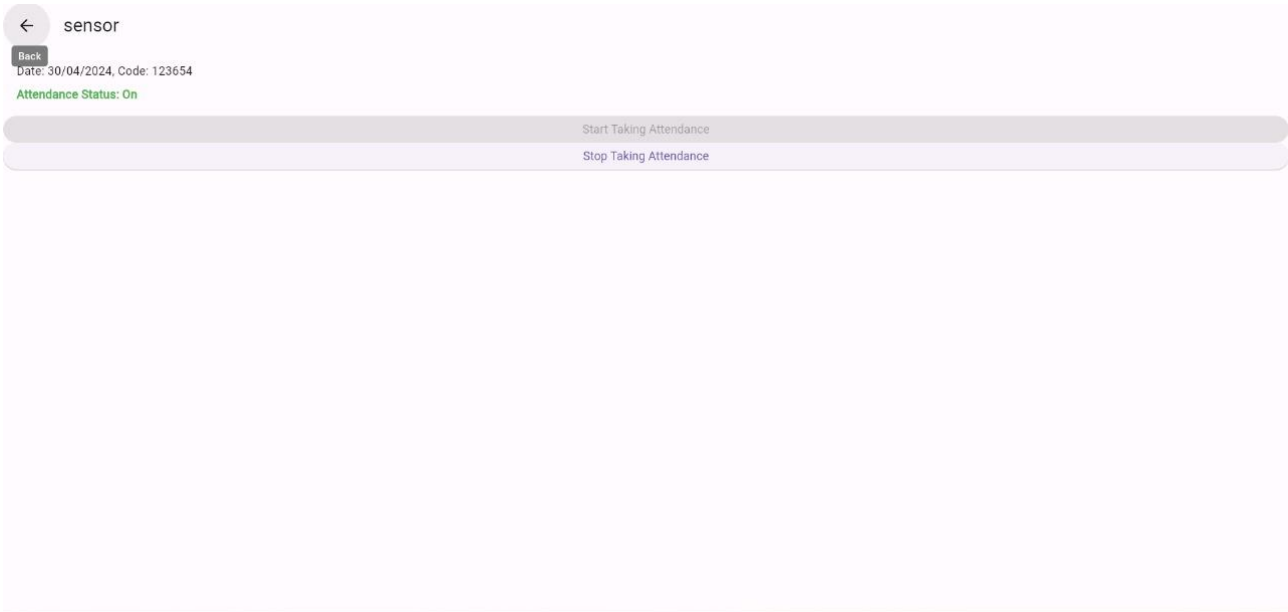 sensor
Back
Date: 30/04/2024, Code: 123654
Attendance Status: On
Start Taking Attendance
Stop Taking Attendance